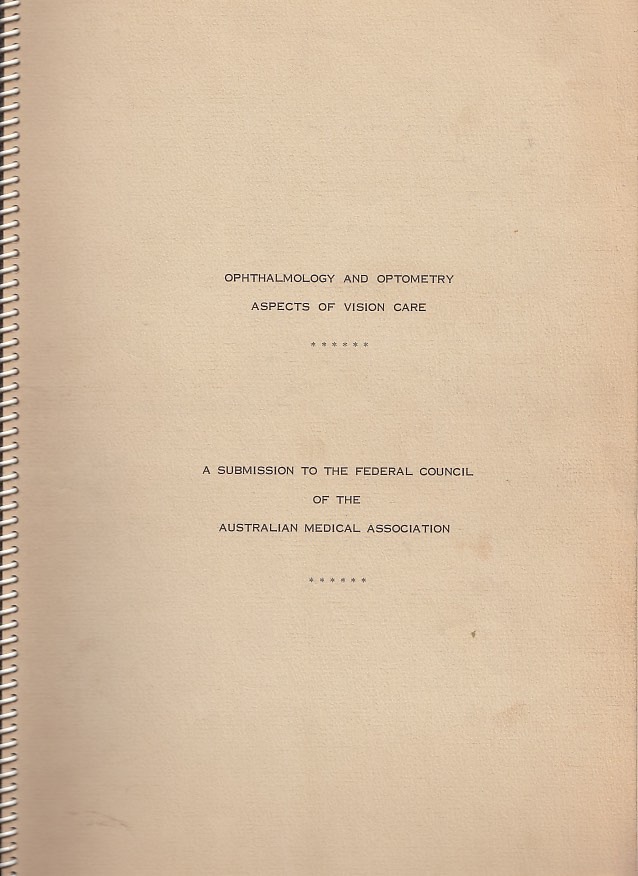 OPHTHALMOLOGY AND OPTOMETRY
ASPECTS OF VISION CARE
* * * * * *
A SUBMISSION TO THE FEDERAL COUNCIL
OF THE
AUSTRALIAN MEDICAL ASSOCIATION
* * * * * *